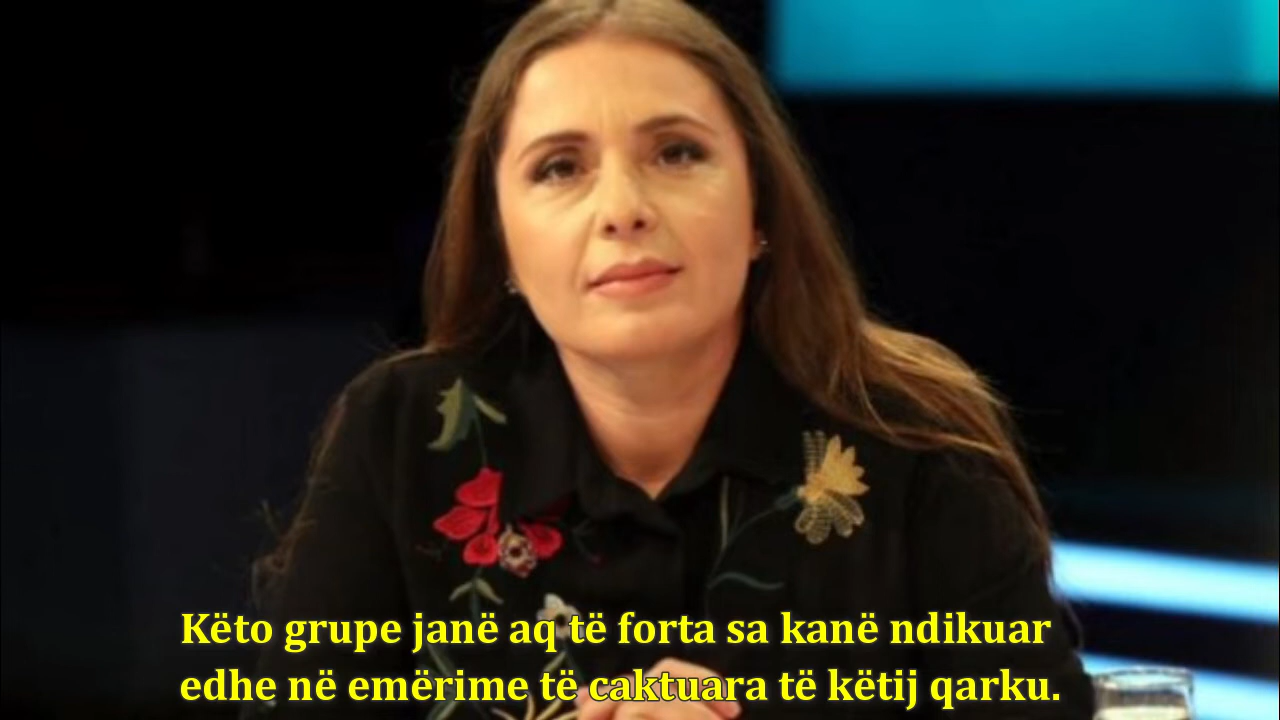 Këto grupe janë aq të forta sa kanë ndikuar
edhe në emërime të caktuara të këtij qarku.